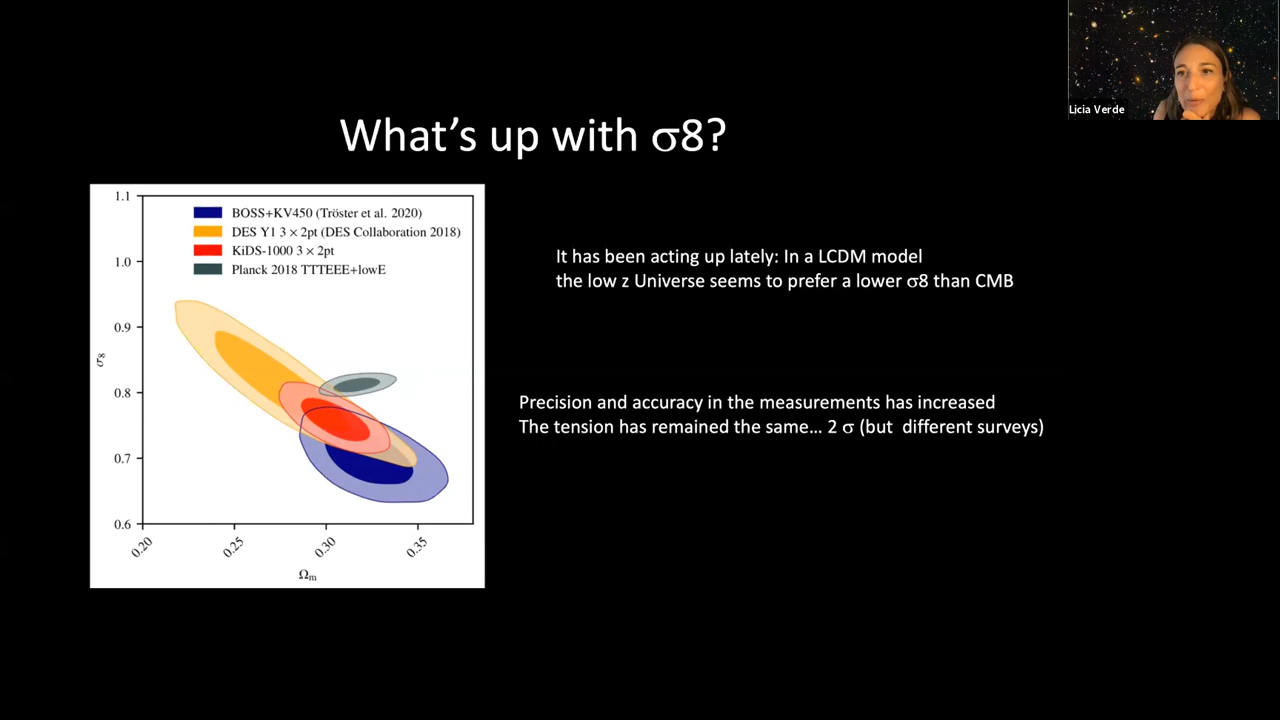 Licia Verde
What's up with σ8?
1.1
1.0
0.9
0.8
0.7
0.6
σ8
BOSS+KV450 (Tröster et al. 2020)
DES Y1 3 × 2pt (DES Collaboration 2018)
KiDS-1000 3 × 2pt
Planck 2018 TTTEEE+lowE
0.20
0.25
0.30
0.35
Ωm
It has been acting up lately: In a LCDM model
the low z Universe seems to prefer a lower σ8 than CMB
Precision and accuracy in the measurements has increased
The tension has remained the same... 2 σ (but  different surveys)